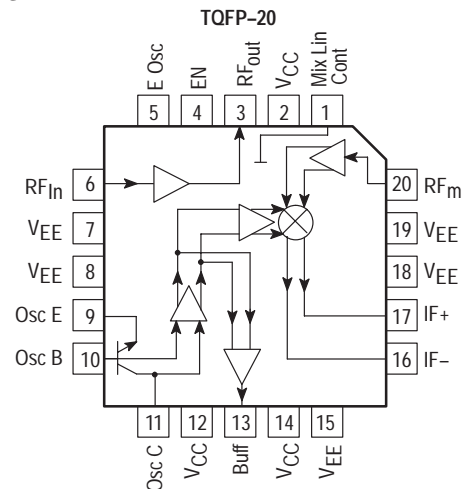 TQFP–20
E Osc
EN
RFout
VCC
Mix Lin
Cont
5
4
3
2
1
RFIn
6
20
RFm
VEE
7
19
VEE
VEE
8
18
VEE
Osc E
9
17
IF+
Osc B
10
16
IF–
11
12
13
14
15
Osc C
VCC
Buff
VCC
VEE